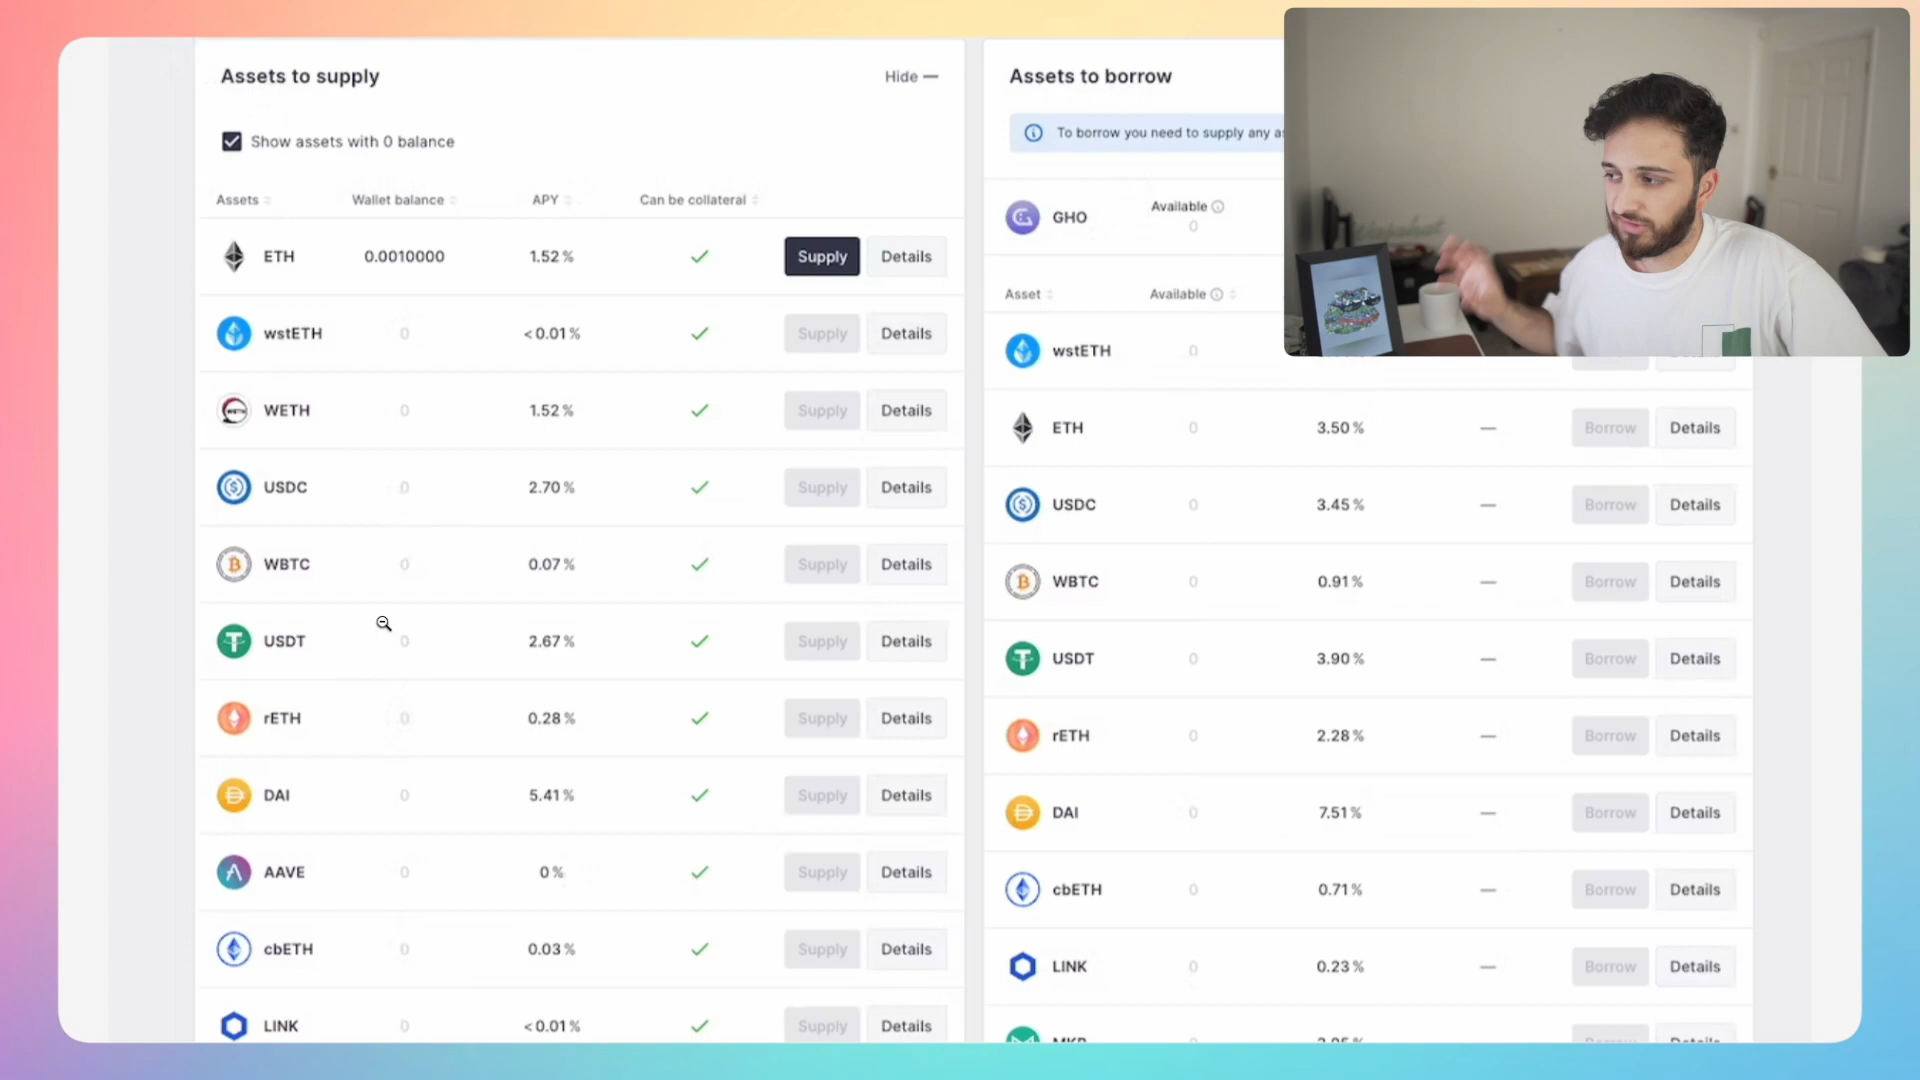 Assets to supply
Hide
Show assets with 0 balance
Assets Wallet balance APY Can be collateral
ETH 0.0010000 1.52% Supply Details
wstETH 0 <0.01% Supply Details
WETH 0 1.52% Supply Details
USDC 0 2.70% Supply Details
WBTC 0 0.07% Supply Details
USDT 0 2.67% Supply Details
rETH 0 0.28% Supply Details
DAI 0 5.41% Supply Details
AAVE 0 0% Supply Details
cbETH 0 0.03% Supply Details
LINK 0 <0.01% Supply Details
Assets to borrow
To borrow you need to supply any
GHO Available 0
Asset Available
wstETH 0
ETH 0 3.50% — Borrow Details
USDC 0 3.45% — Borrow Details
WBTC 0 0.91% — Borrow Details
USDT 0 3.90% — Borrow Details
rETH 0 2.28% — Borrow Details
DAI 0 7.51% — Borrow Details
cbETH 0 0.71% — Borrow Details
LINK 0 0.23% — Borrow Details